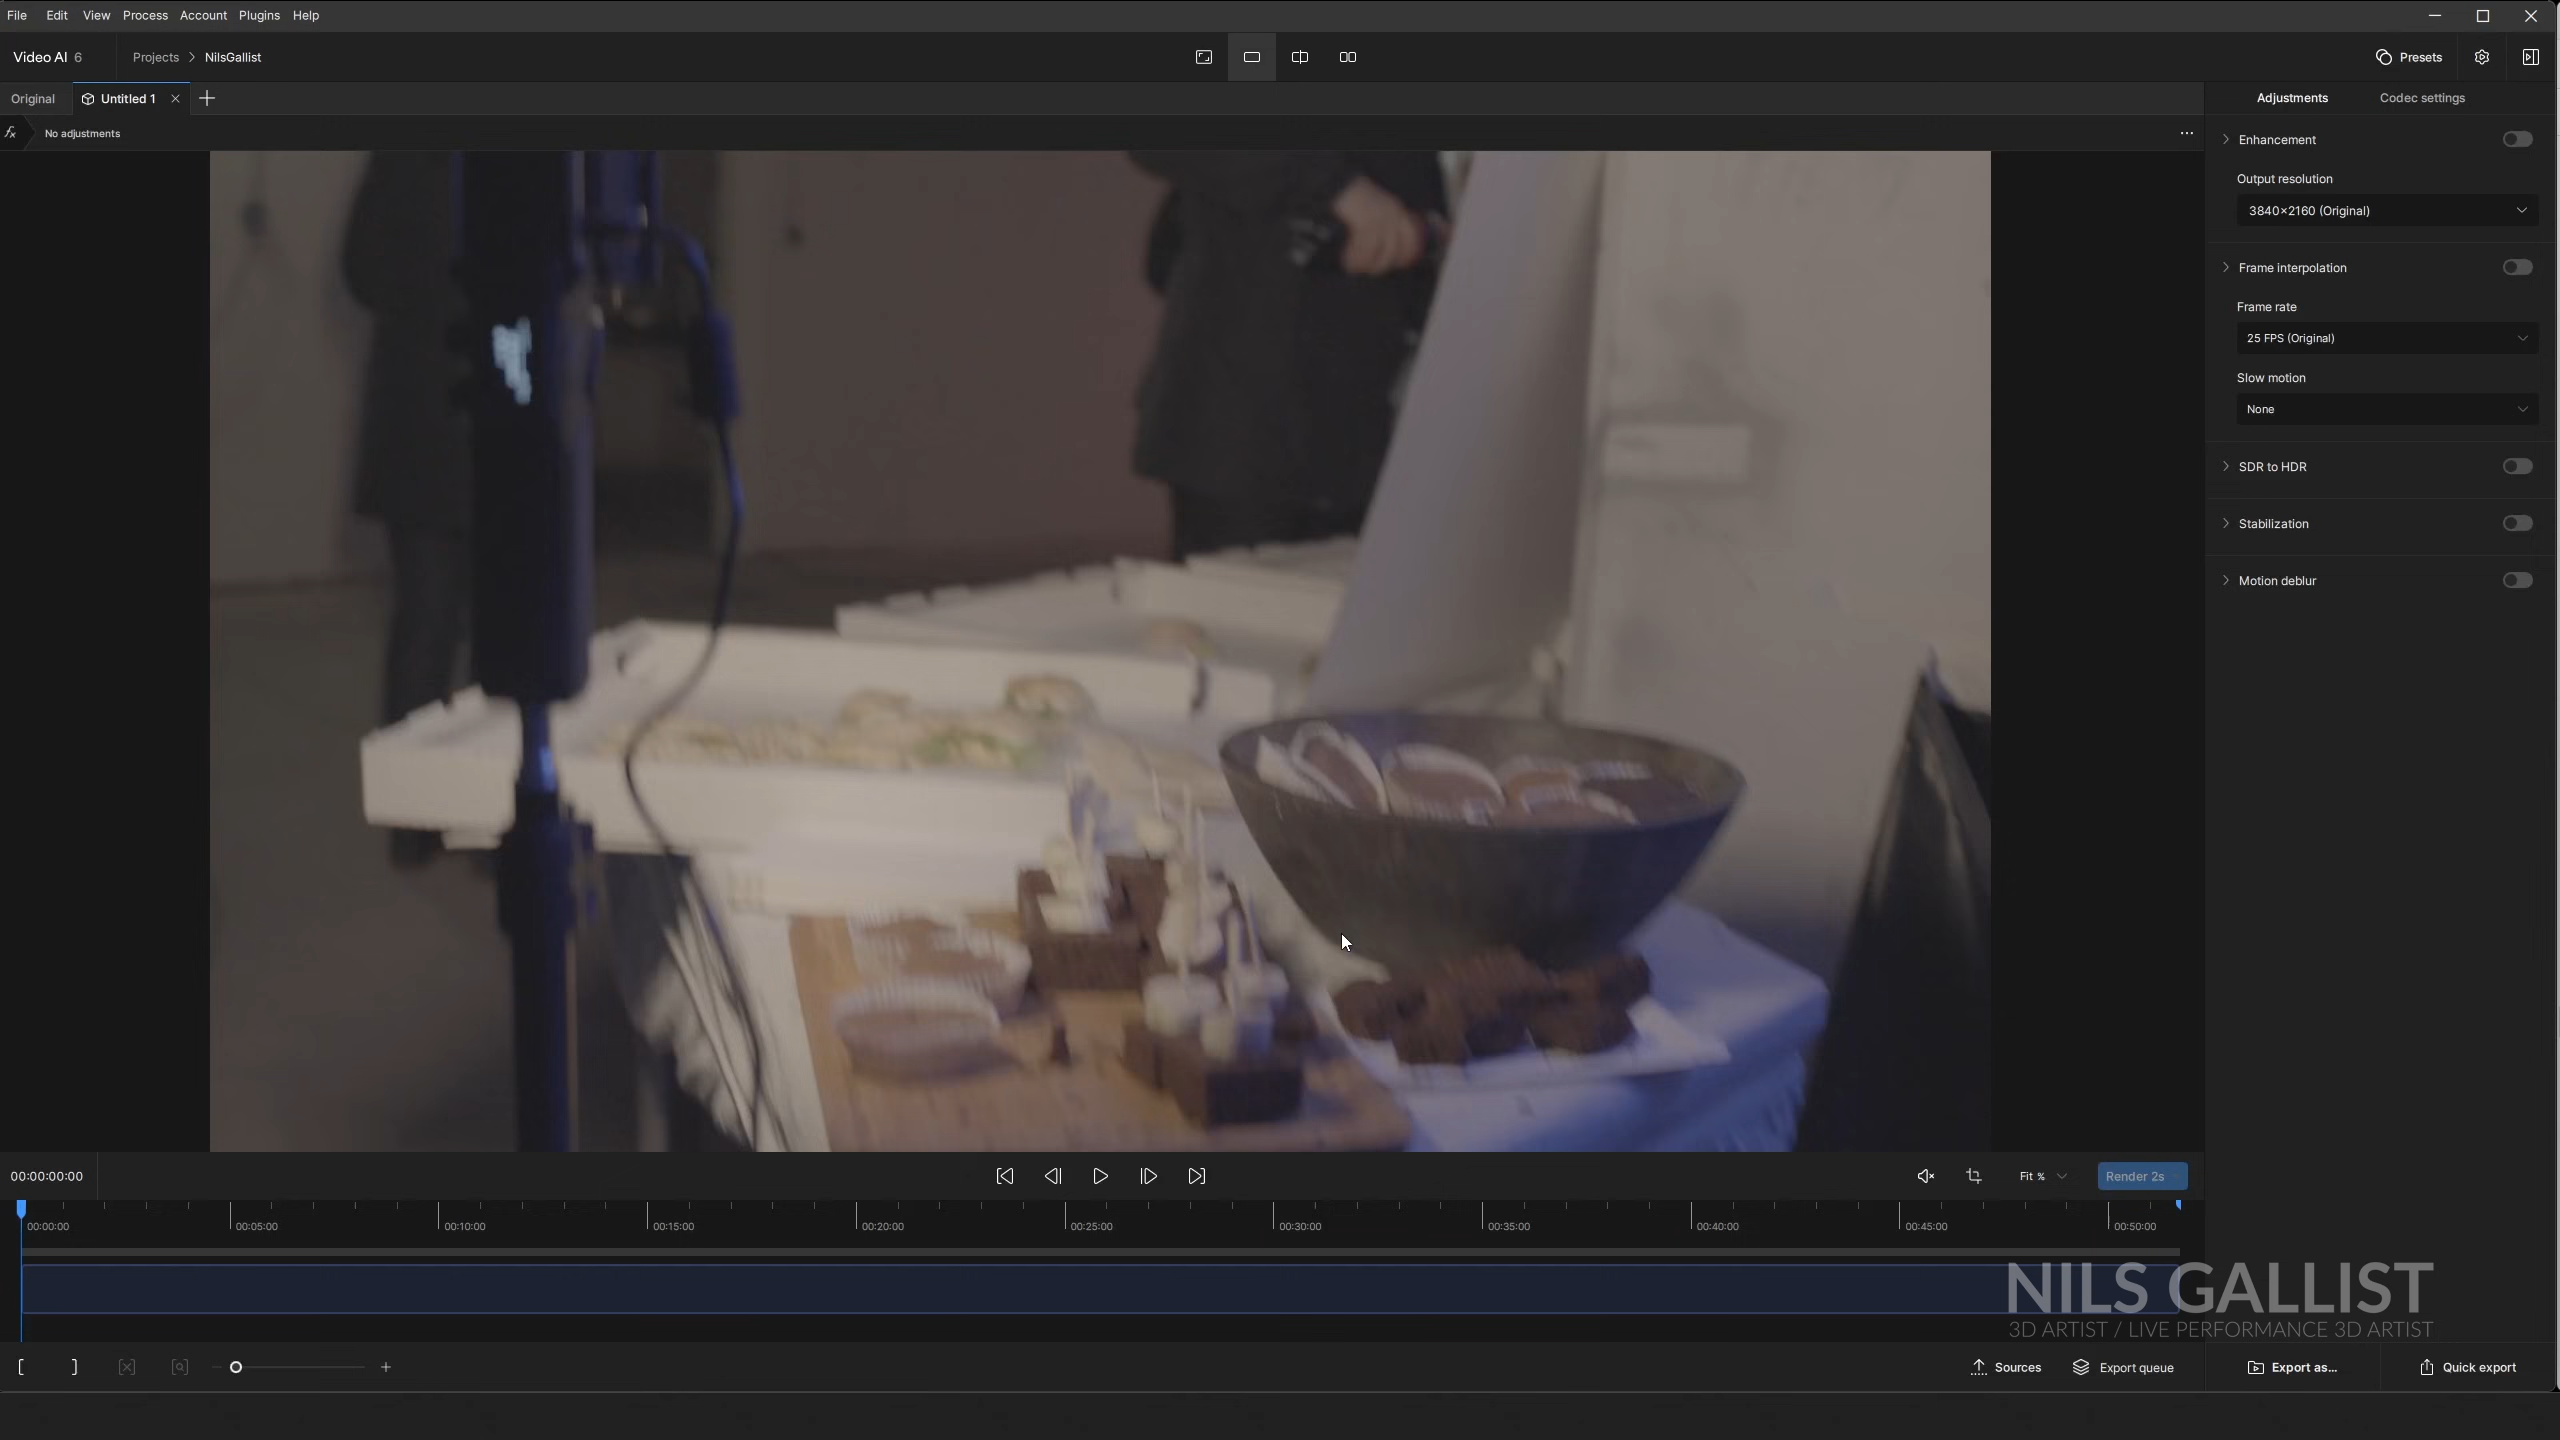 File Edit View Process Account Plugins Help
Video AI 6 Projects > NilsGallist Presets
Original Untitled 1 Adjustments Codec settings
fx No adjustments ...
Enhancement
Output resolution
3840×2160 (Original)
Frame interpolation
Frame rate
25 FPS (Original)
Slow motion
None
SDR to HDR
Stabilization
Motion deblur
00:00:00:00 Fit % Render 2s
00:00:00 00:05:00 00:10:00 00:15:00 00:20:00 00:25:00 00:30:00 00:35:00 00:40:00 00:45:00 00:50:00
NILS GALLIST
3D ARTIST / LIVE PERFORMANCE 3D ARTIST
[ ] Sources Export queue Export as... Quick export